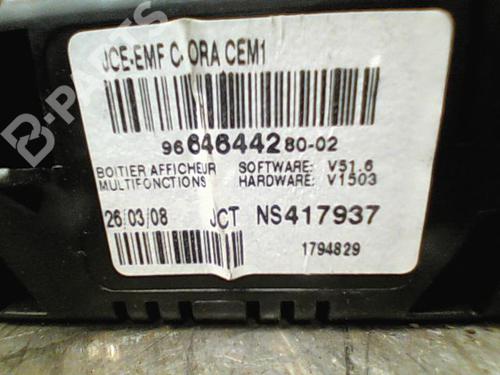 JCE-EMF C-ORA CEM1
9664644280-02
BOITIER AFFICHEUR SOFTWARE: V51.6
MULTIFONCTIONS HARDWARE: V1503
26/03/08 JCT NS417937
1794829
B-PARTS